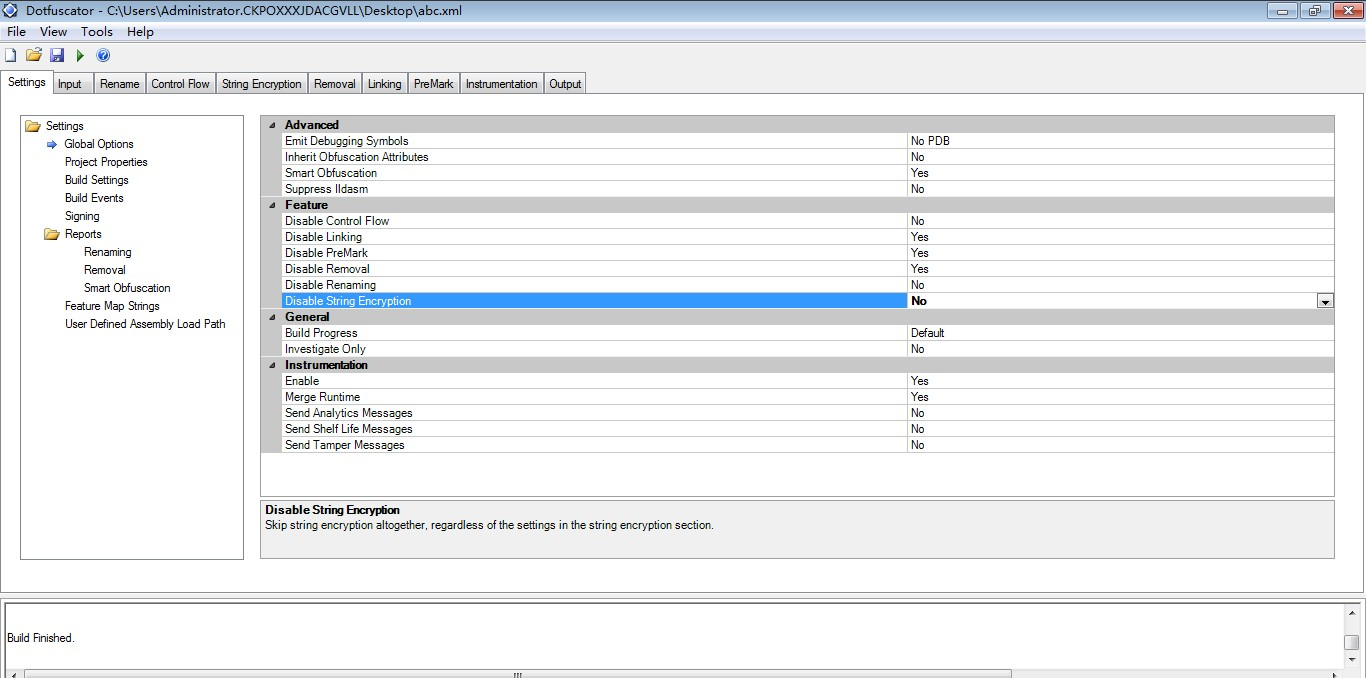 Dotfuscator - C:\Users\Administrator.CKPOXXXJDACGVLL\Desktop\abc.xml
File View Tools Help
Settings Input Rename Control Flow String Encryption Removal Linking PreMark Instrumentation Output
Settings
Global Options
Project Properties
Build Settings
Build Events
Signing
Reports
Renaming
Removal
Smart Obfuscation
Feature Map Strings
User Defined Assembly Load Path
Advanced
Emit Debugging Symbols No PDB
Inherit Obfuscation Attributes No
Smart Obfuscation Yes
Suppress Ildasm No
Feature
Disable Control Flow No
Disable Linking Yes
Disable PreMark Yes
Disable Removal Yes
Disable Renaming No
Disable String Encryption No
General
Build Progress Default
Investigate Only No
Instrumentation
Enable Yes
Merge Runtime Yes
Send Analytics Messages No
Send Shelf Life Messages No
Send Tamper Messages No
Disable String Encryption
Skip string encryption altogether, regardless of the settings in the string encryption section.
Build Finished.